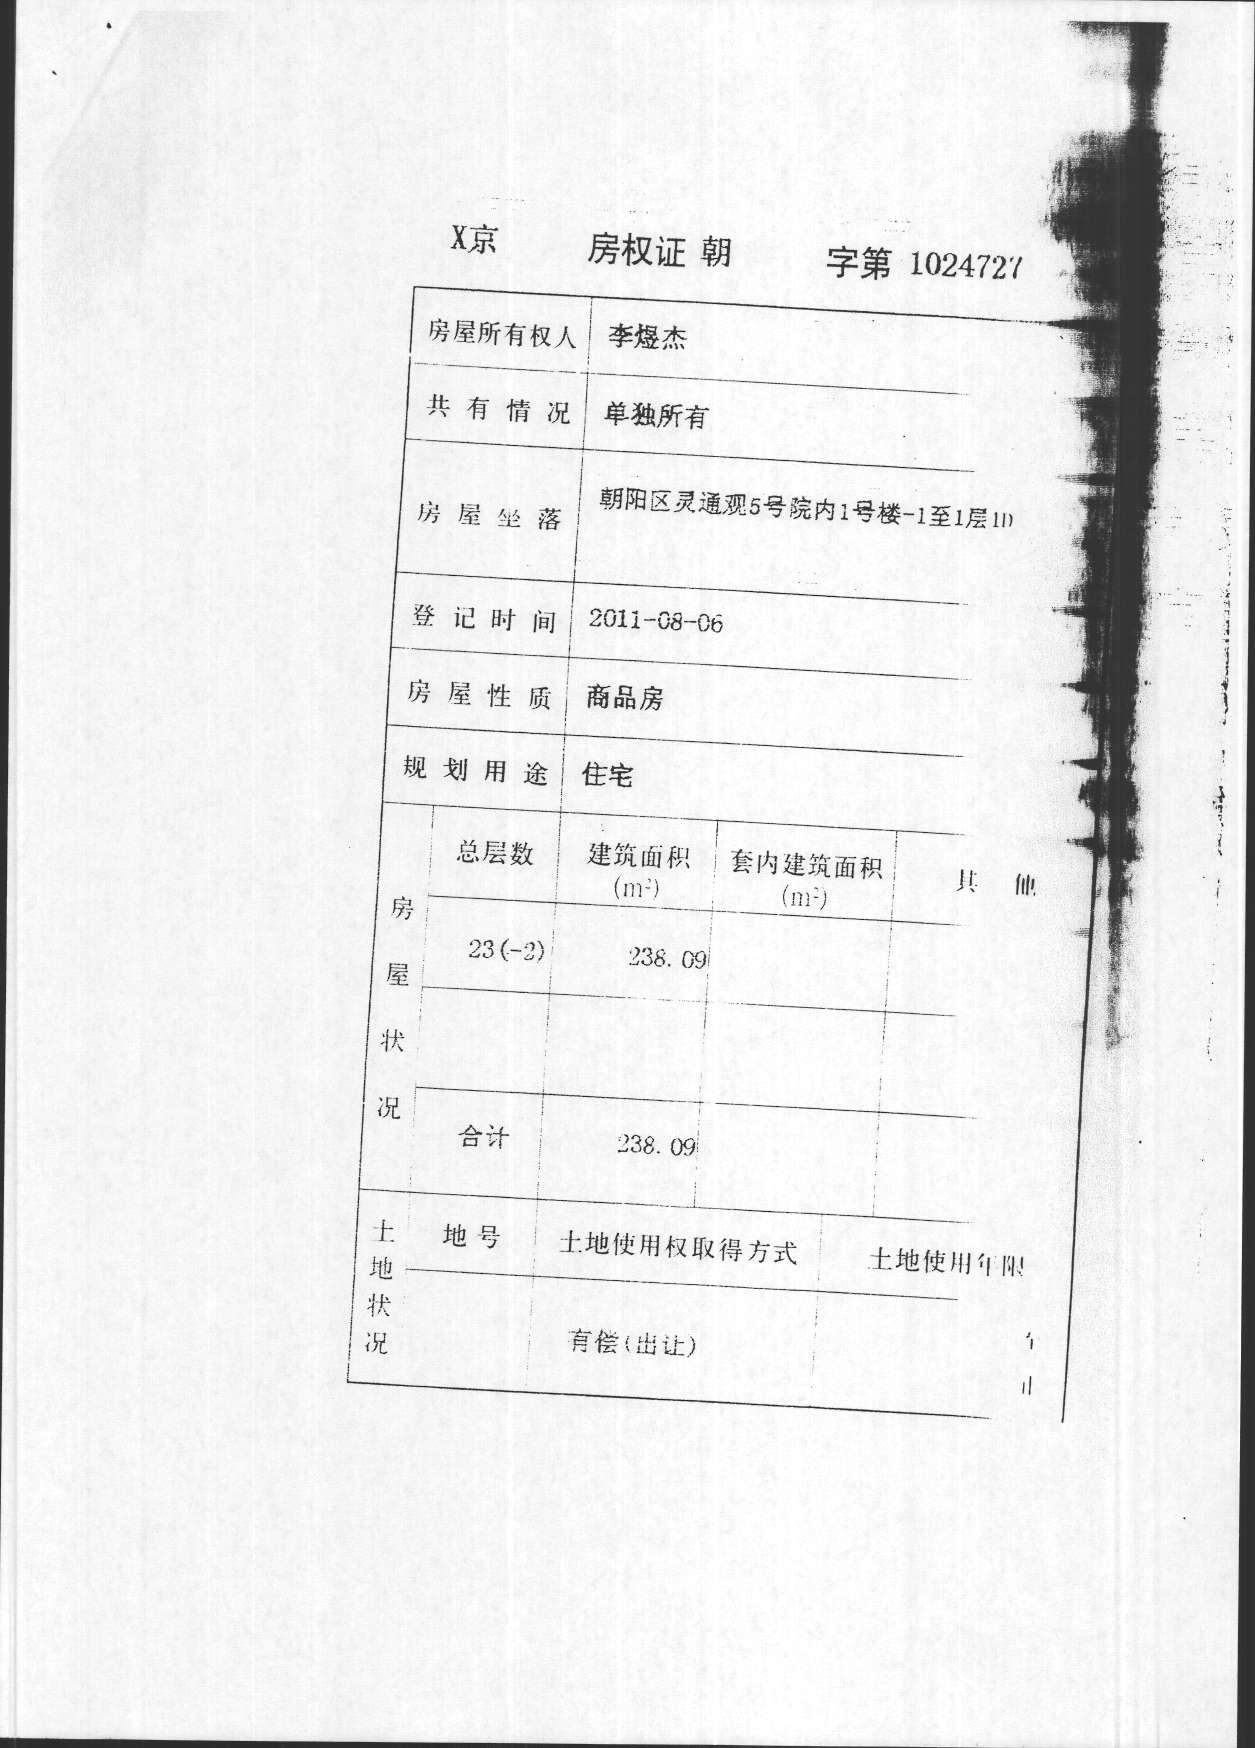 X京 房权证 朝 字第 1024727
房屋所有权人 李煜杰
共有情况 单独所有
房屋坐落 朝阳区灵通观5号院内1号楼-1至1层1D
登记时间 2011-08-06
房屋性质 商品房
规划用途 住宅
房屋状况
总层数 建筑面积(m²) 套内建筑面积(m²) 其他
23(-2) 238.09
合计 238.09
土地状况
地号 土地使用权取得方式 土地使用年限
有偿(出让)